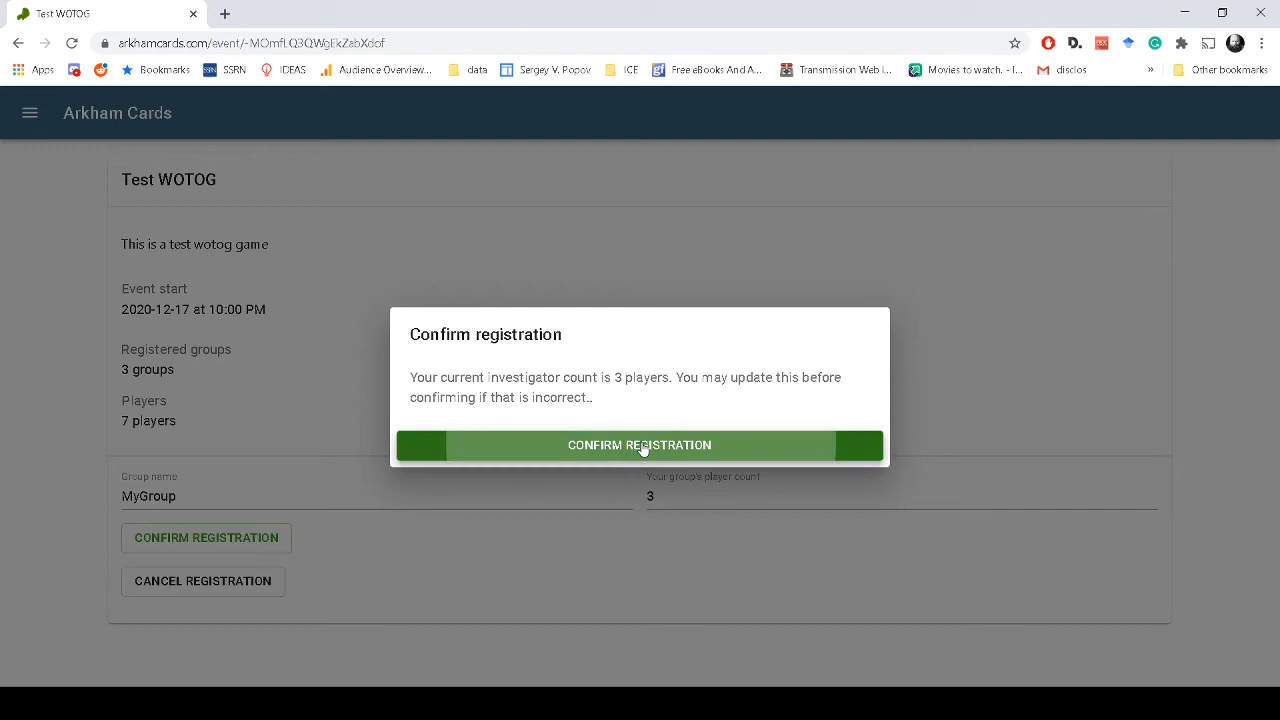 Test WOTOG
arkhamcards.com/event/-MOmfLQ3QWgEkZabXdof
Apps
Bookmarks
SSRN
IDEAS
Audience Overview...
data
Sergey V. Popov
ICE
Free eBook And A...
Transmission Web I...
Movies to watch. - I...
disclos
»
Other bookmarks
Arkham Cards
Test WOTOG
This is a test wotog game
Event start
2020-12-17 at 10:00 PM
Registered groups
3 groups
Players
7 players
Confirm registration
Your current investigator count is 3 players. You may update this before
confirming if that is incorrect..
CONFIRM REGISTRATION
Group name
MyGroup
Your group's player count
3
CONFIRM REGISTRATION
CANCEL REGISTRATION